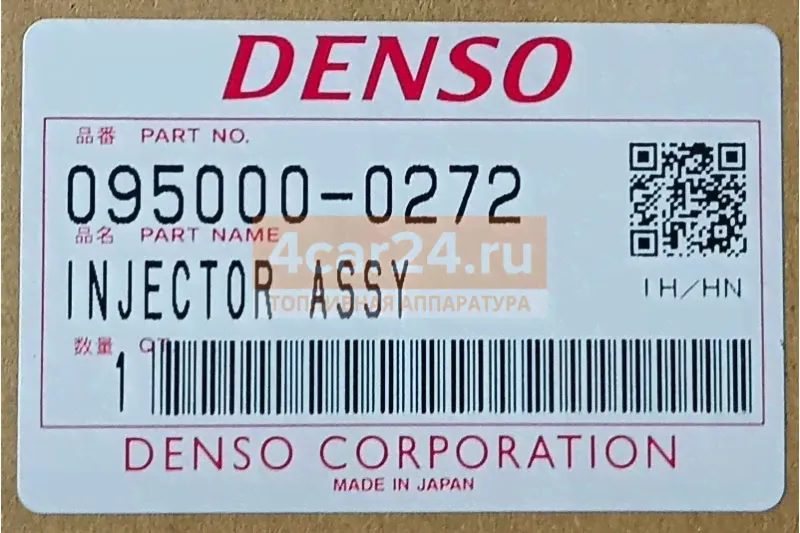 DENSO
品番 PART NO.
095000-0272
品名 PART NAME
4car24.ru
INJECTOR ASSY
ТОПЛИВНАЯ АППАРАТУРА
IH/HN
数量 QT
1
DENSO CORPORATION
MADE IN JAPAN